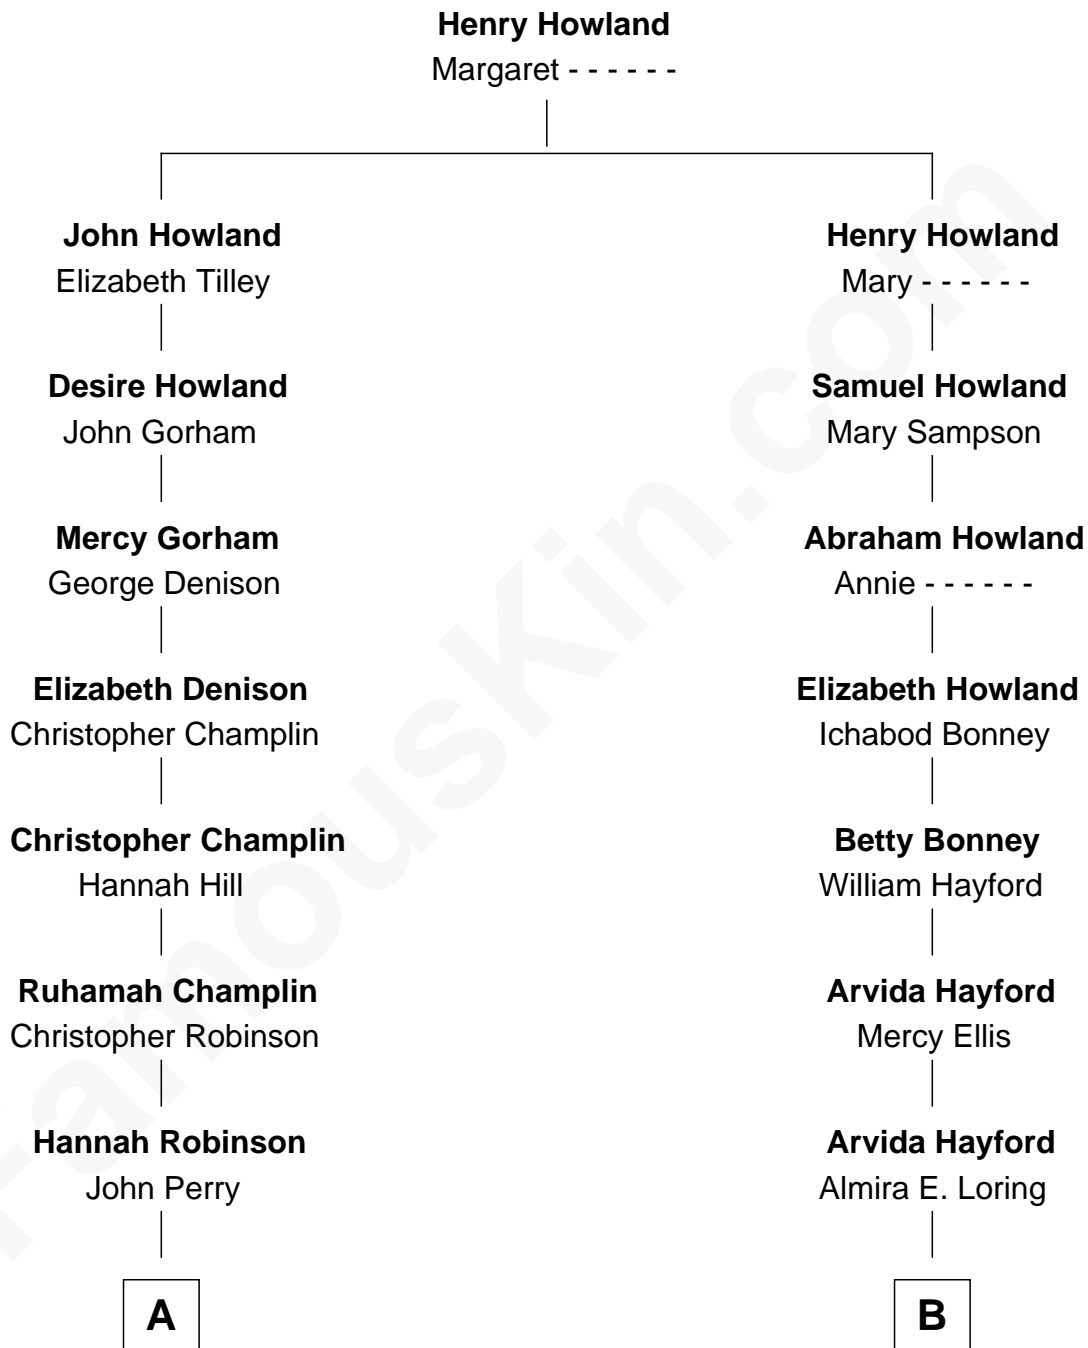 Henry Howland
Margaret - - - - - -
John Howland
Elizabeth Tilley
Henry Howland
Mary - - - - - -
Desire Howland
John Gorham
Samuel Howland
Mary Sampson
Mercy Gorham
George Denison
Abraham Howland
Annie - - - - - -
Elizabeth Denison
Christopher Champlin
Elizabeth Howland
Ichabod Bonney
Christopher Champlin
Hannah Hill
Betty Bonney
William Hayford
Ruhamah Champlin
Christopher Robinson
Arvida Hayford
Mercy Ellis
Hannah Robinson
John Perry
Arvida Hayford
Almira E. Loring
A
B
FamousKin.com